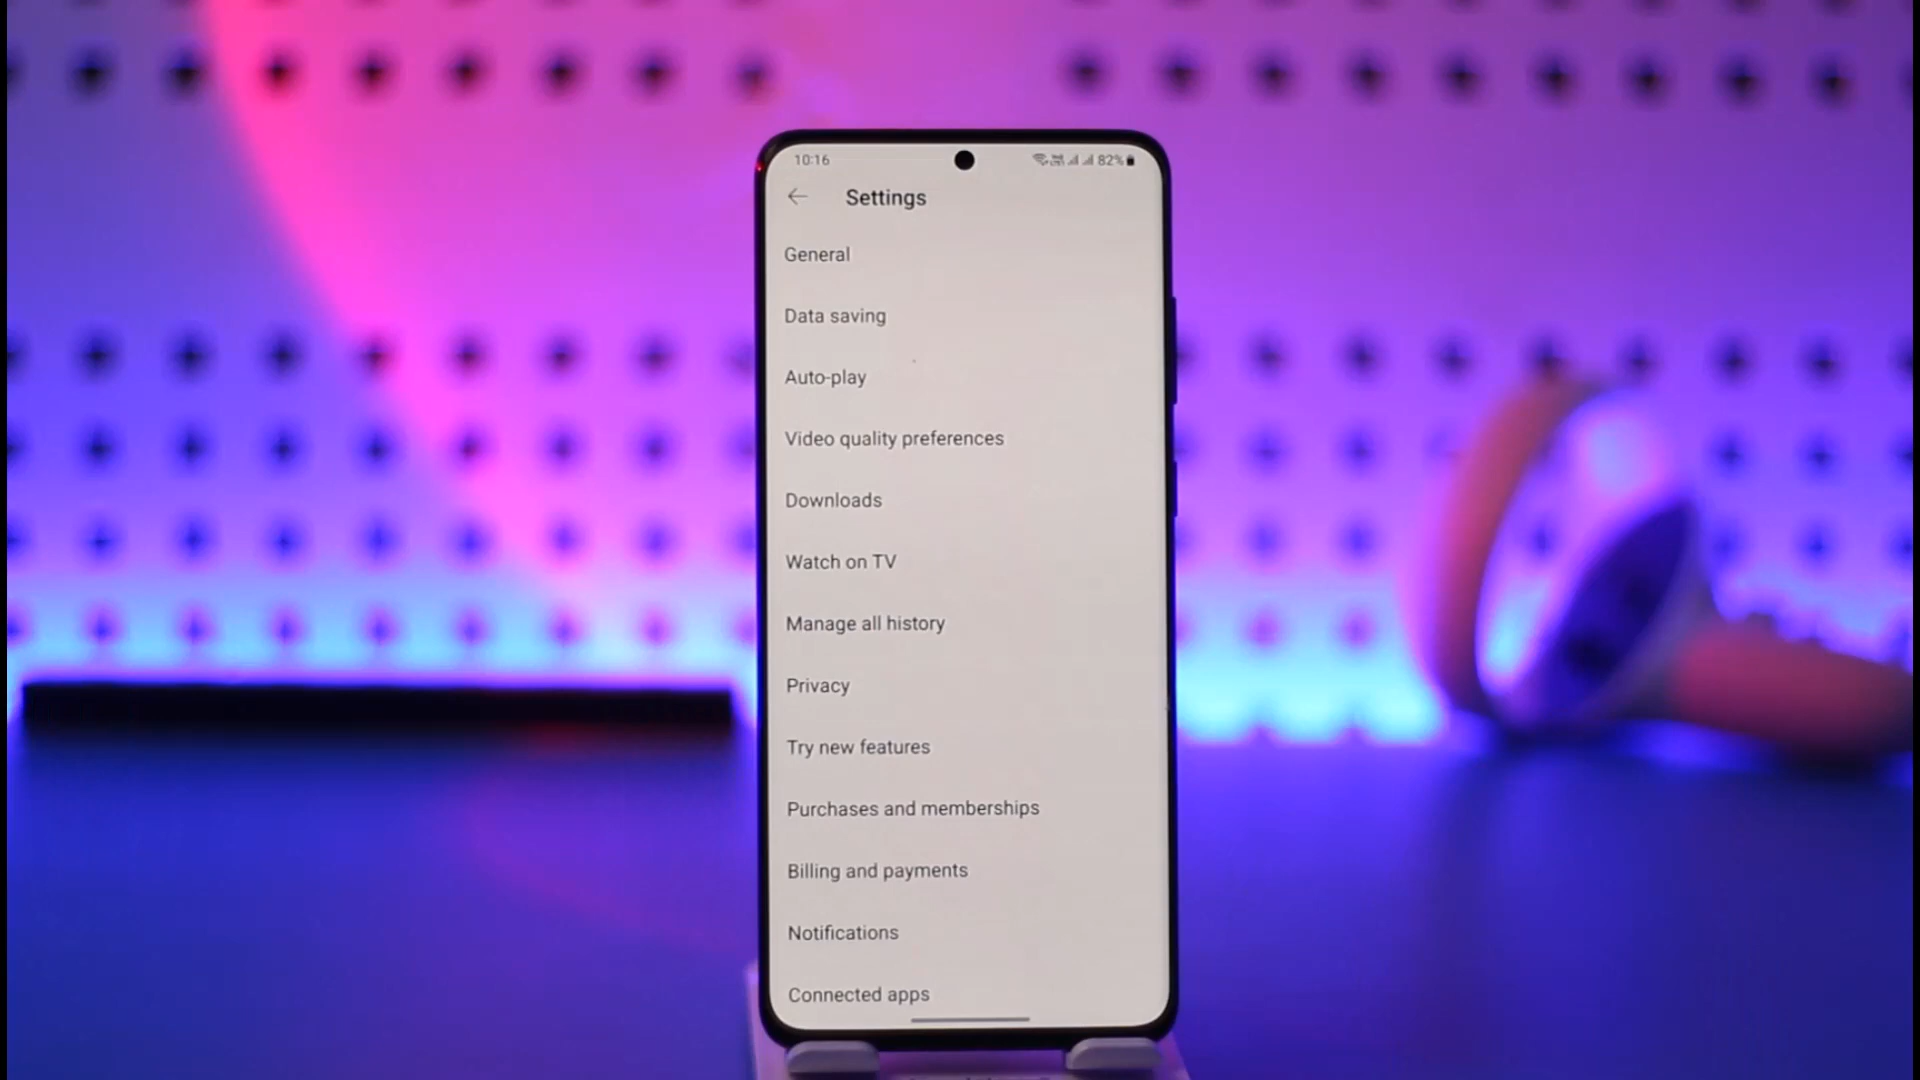 10:16
82%
Settings
General
Data saving
Auto-play
Video quality preferences
Downloads
Watch on TV
Manage all history
Privacy
Try new features
Purchases and memberships
Billing and payments
Notifications
Connected apps